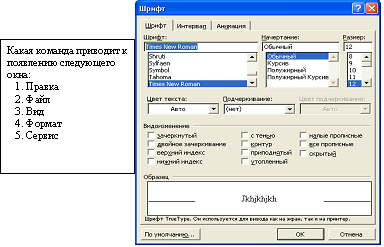 Какая команда приводит к
появлению следующего
окна:
1. Правка
2. Файл
3. Вид
4. Формат
5. Сервис
Шрифт
Шрифт Интервал Анимация
Шрифт: Начертание: Размер:
Times New Roman Обычный 12
Shruti Обычный 8
Sylfaen Курсив 9
Symbol Полужирный 10
Tahoma Полужирный Курсив 11
Times New Roman 12
Цвет текста: Подчеркивание: Цвет подчеркивания:
Авто (нет) Авто
Видоизменение
зачеркнутый с тенью малые прописные
двойное зачеркивание контур все прописные
верхний индекс приподнятый скрытый
нижний индекс утопленный
Образец
Jkhjkhjkh
Шрифт TrueType. Он используется для вывода как на экран, так и на принтер.
По умолчанию... ОК Отмена